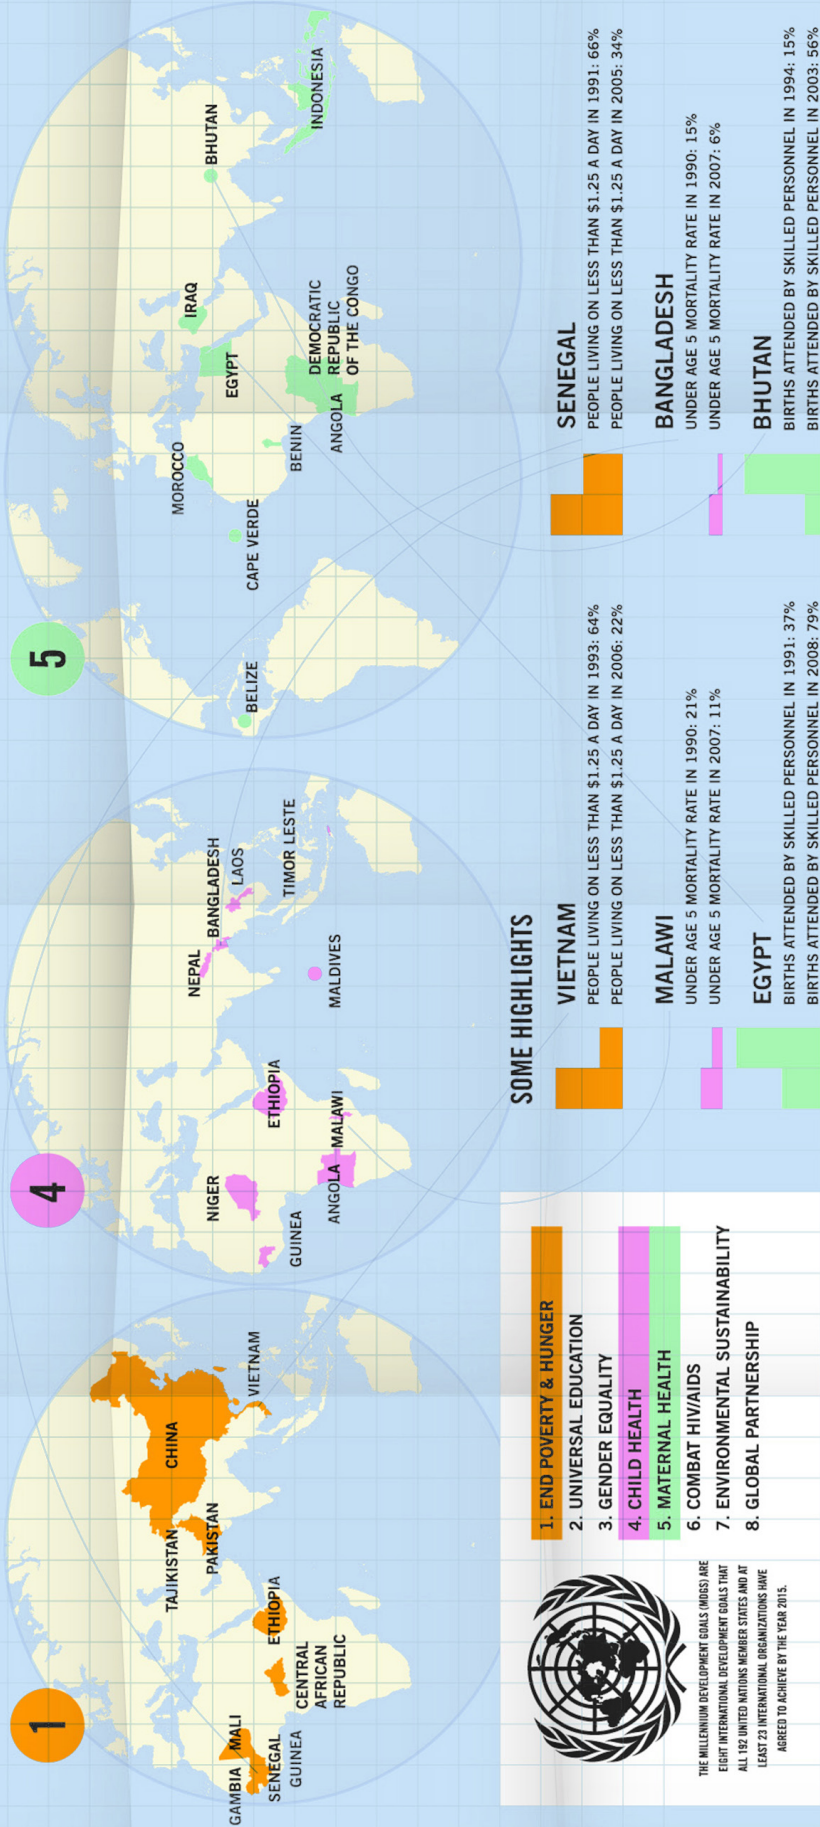 1
GAMBIA
MALI
SENEGAL
GUINEA
CENTRAL
AFRICAN
REPUBLIC
ETHIOPIA
TAJIKISTAN
PAKISTAN
CHINA
VIETNAM
4
GUINEA
NIGER
ANGOLA
MALAWI
ETHIOPIA
NEPAL
BANGLADESH
LAOS
MALDIVES
TIMOR LESTE
5
BELIZE
CAPE VERDE
MOROCCO
BENIN
ANGOLA
EGYPT
IRAQ
DEMOCRATIC
REPUBLIC
OF THE CONGO
BHUTAN
INDONESIA
THE MILLENNIUM DEVELOPMENT GOALS (MDGS) ARE
EIGHT INTERNATIONAL DEVELOPMENT GOALS THAT
ALL 192 UNITED NATIONS MEMBER STATES AND AT
LEAST 23 INTERNATIONAL ORGANIZATIONS HAVE
AGREED TO ACHIEVE BY THE YEAR 2015.
1. END POVERTY & HUNGER
2. UNIVERSAL EDUCATION
3. GENDER EQUALITY
4. CHILD HEALTH
5. MATERNAL HEALTH
6. COMBAT HIV/AIDS
7. ENVIRONMENTAL SUSTAINABILITY
8. GLOBAL PARTNERSHIP
SOME HIGHLIGHTS
VIETNAM
PEOPLE LIVING ON LESS THAN $1.25 A DAY IN 1993: 64%
PEOPLE LIVING ON LESS THAN $1.25 A DAY IN 2006: 22%
MALAWI
UNDER AGE 5 MORTALITY RATE IN 1990: 21%
UNDER AGE 5 MORTALITY RATE IN 2007: 11%
EGYPT
BIRTHS ATTENDED BY SKILLED PERSONNEL IN 1991: 37%
BIRTHS ATTENDED BY SKILLED PERSONNEL IN 2008: 79%
SENEGAL
PEOPLE LIVING ON LESS THAN $1.25 A DAY IN 1991: 66%
PEOPLE LIVING ON LESS THAN $1.25 A DAY IN 2005: 34%
BANGLADESH
UNDER AGE 5 MORTALITY RATE IN 1990: 15%
UNDER AGE 5 MORTALITY RATE IN 2007: 6%
BHUTAN
BIRTHS ATTENDED BY SKILLED PERSONNEL IN 1994: 15%
BIRTHS ATTENDED BY SKILLED PERSONNEL IN 2003: 56%